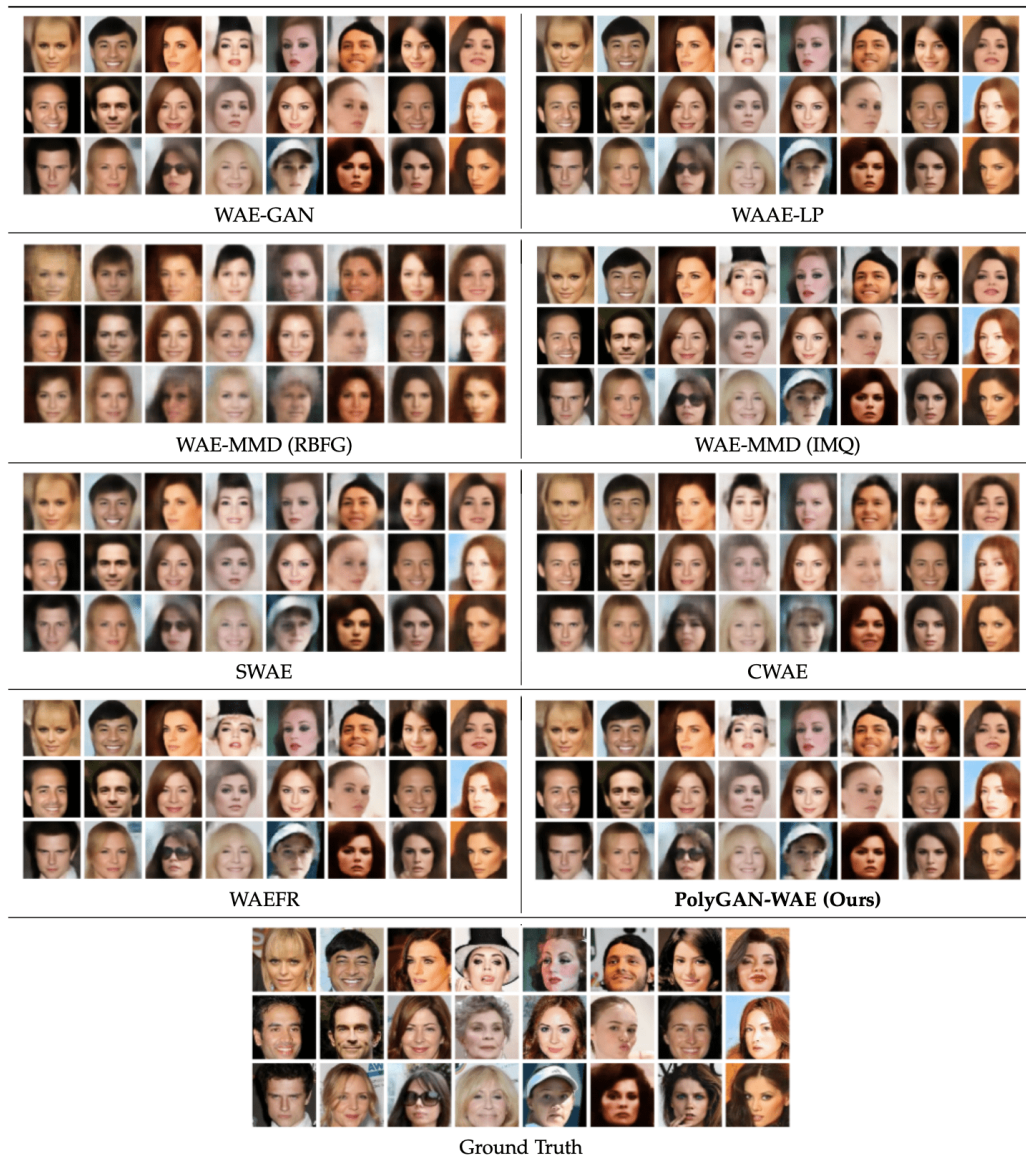 WAE-GAN
WAAE-LP
WAE-MMD (RBFG)
WAE-MMD (IMQ)
SWAE
CWAE
WAEFR
PolyGAN-WAE (Ours)
Ground Truth